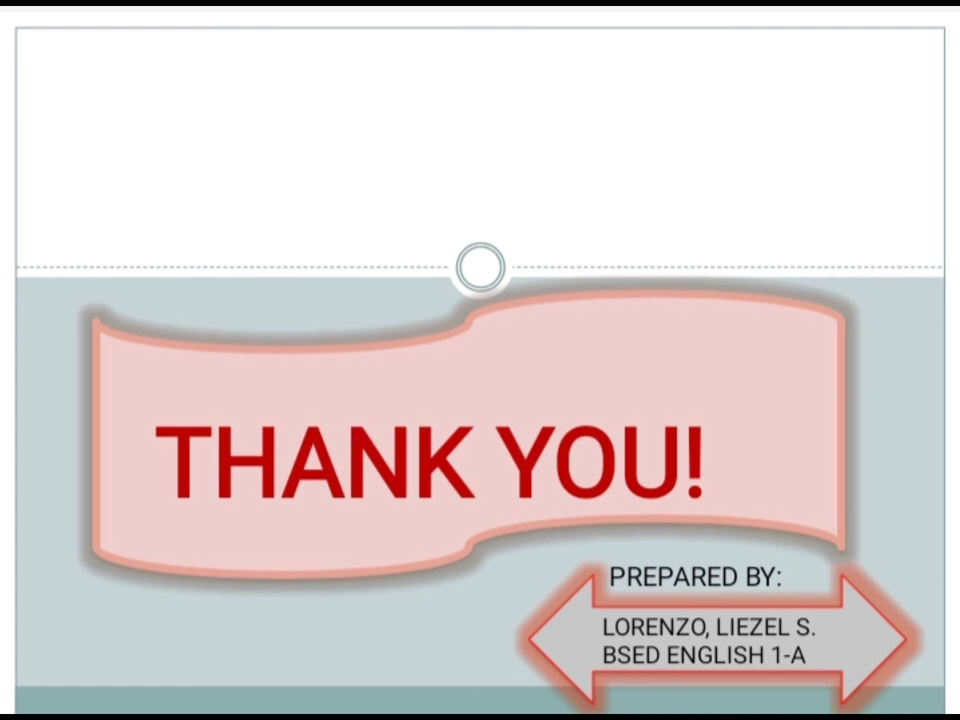 THANK YOU!
PREPARED BY:
LORENZO, LIEZEL S.
BSED ENGLISH 1-A